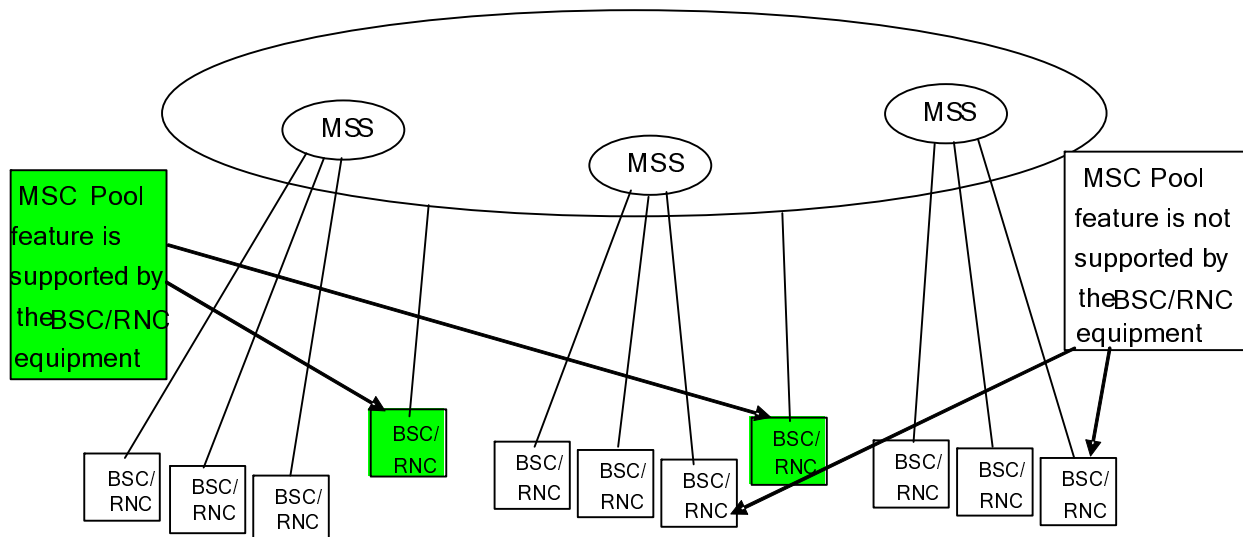 MSS
MSS
MSS
MSC Pool
feature is
supported by
the BSC/RNC
equipment
MSC Pool
feature is not
supported by
the BSC/RNC
equipment
BSC/
RNC
BSC/
RNC
BSC/
RNC
BSC/
RNC
BSC/
RNC
BSC/
RNC
BSC/
RNC
BSC/
RNC
BSC/
RNC
BSC/
RNC
BSC/
RNC